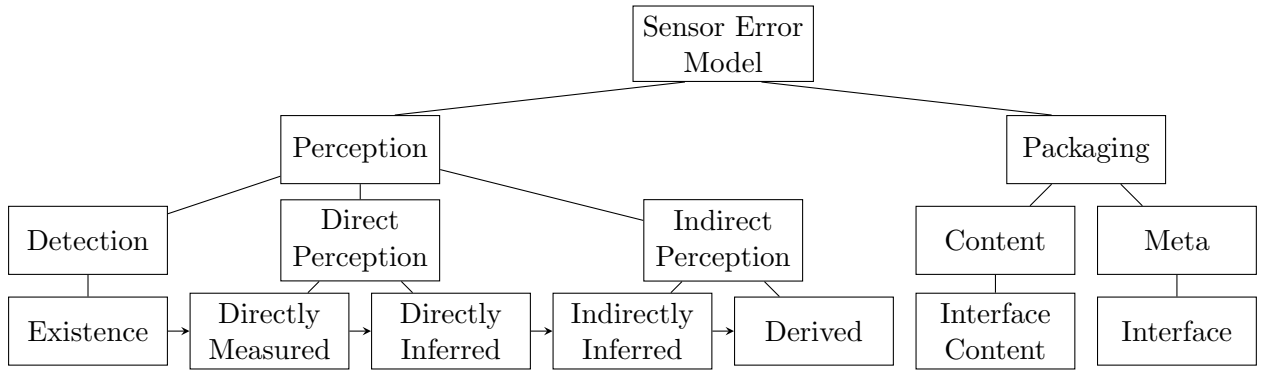 Sensor Error
Model
Perception
Packaging
Detection
Direct
Perception
Indirect
Perception
Content
Meta
Existence
Directly
Measured
Directly
Inferred
Indirectly
Inferred
Derived
Interface
Content
Interface